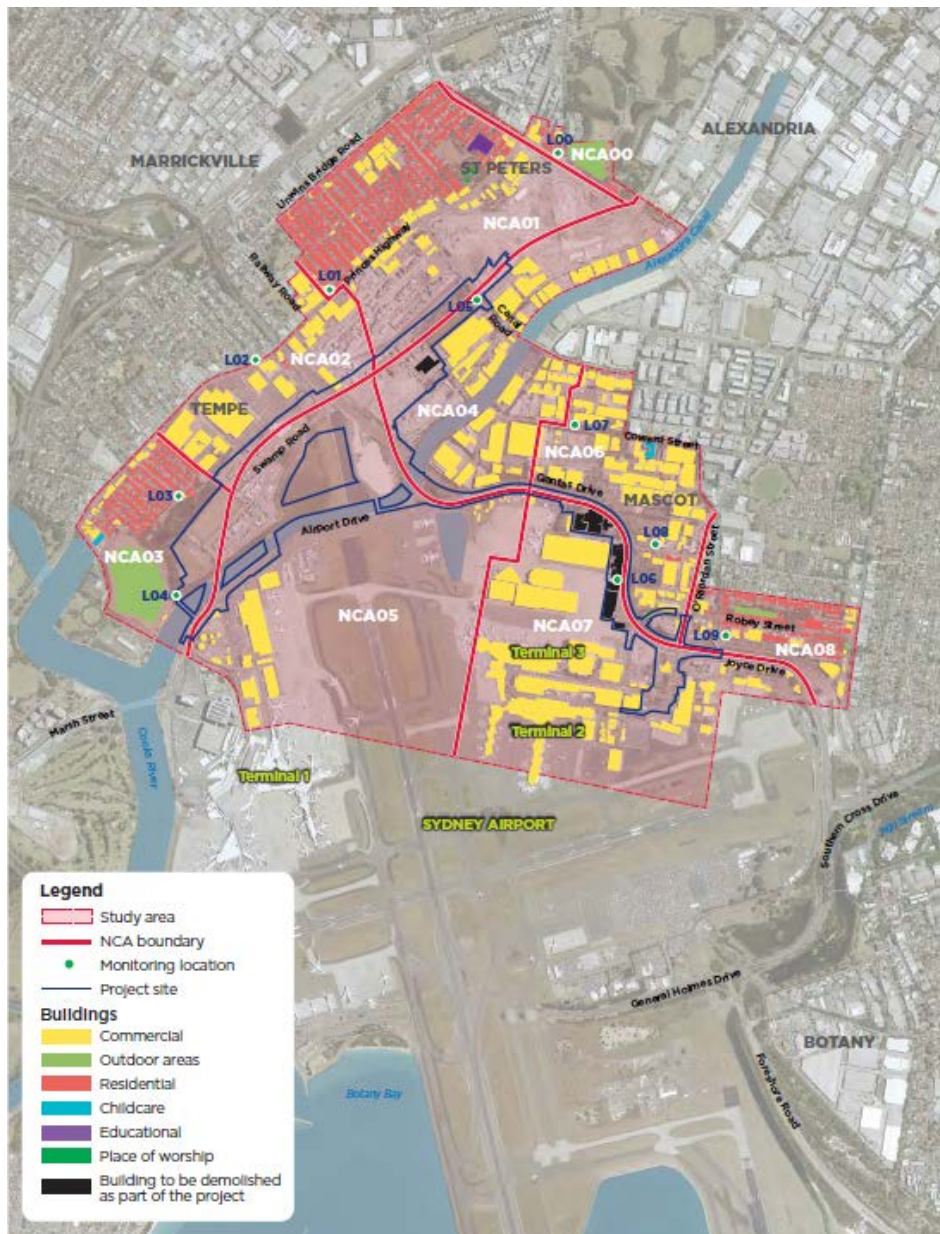 ALEXANDRIA
MARRICKVILLE
Unwins Bridge Road
L00
NCA00
ST PETERS
NCA01
Princes Highway
Railway Road
Alexandra Canal
L01
L05
Canal
Road
L02
NCA02
TEMPE
NCA04
L07
NCA06
Coward Street
Swamp Road
Qantas Drive
MASCOT
L03
Airport Drive
L08
O'Riordan Street
NCA03
L04
L06
NCA05
NCA07
Robey Street
L09
NCA08
Terminal 3
Joyce Drive
Marsh Street
Terminal 2
Cooks River
Terminal 1
SYDNEY AIRPORT
Southern Cross Drive
General Holmes Drive
BOTANY
Foreshore Road
Botany Bay
Legend
Study area
NCA boundary
Monitoring location
Project site
Buildings
Commercial
Outdoor areas
Residential
Childcare
Educational
Place of worship
Building to be demolished
as part of the project